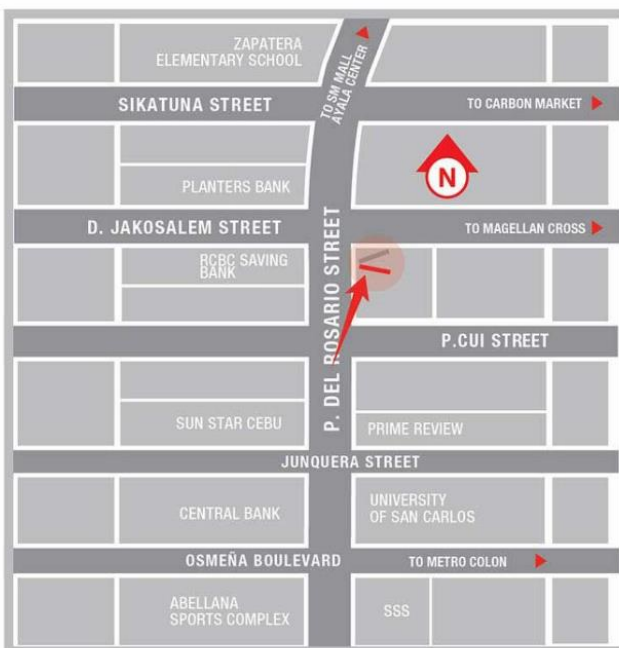 ZAPATERA
ELEMENTARY SCHOOL
TO SM MALL
AYALA CENTER
SIKATUNA STREET
TO CARBON MARKET
PLANTERS BANK
N
D. JAKOSALEM STREET
TO MAGELLAN CROSS
RCBC SAVING
BANK
P. DEL ROSARIO STREET
P.CUI STREET
SUN STAR CEBU
PRIME REVIEW
JUNQUERA STREET
CENTRAL BANK
UNIVERSITY
OF SAN CARLOS
OSMEÑA BOULEVARD
TO METRO COLON
ABELLANA
SPORTS COMPLEX
SSS